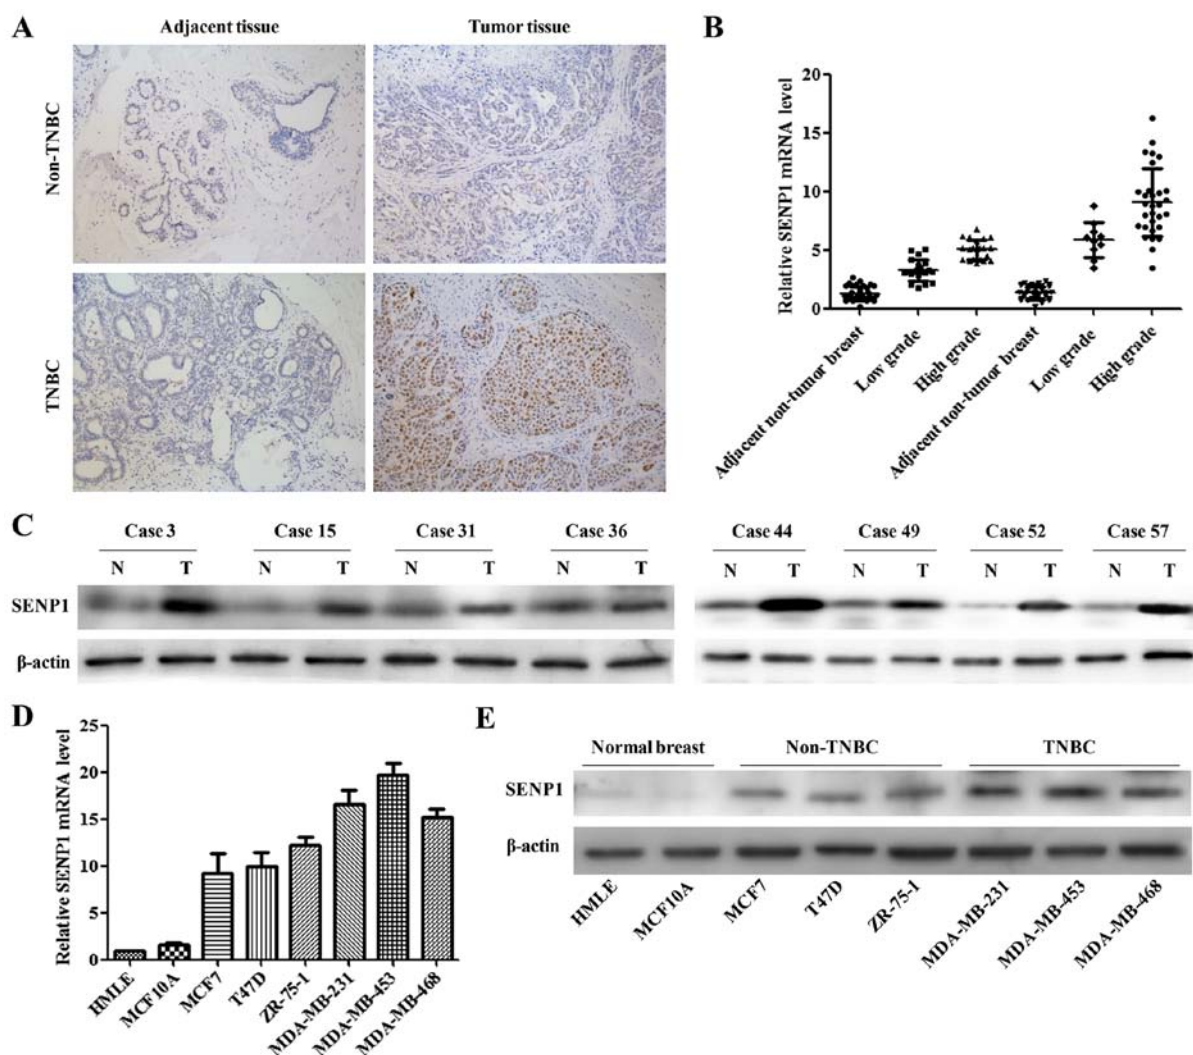 A
Adjacent tissue
Tumor tissue
Non-TNBC
TNBC
B
Relative SENP1 mRNA level
20
15
10
5
0
Adjacent non-tumor breast
Low grade
High grade
Adjacent non-tumor breast
Low grade
High grade
C
Case 3 Case 15 Case 31 Case 36 Case 44 Case 49 Case 52 Case 57
N T N T N T N T N T N T N T N T
SENP1
β-actin
D
Relative SENP1 mRNA level
25
20
15
10
5
0
HMLE
MCF10A
MCF7
T47D
ZR-75-1
MDA-MB-231
MDA-MB-453
MDA-MB-468
E
Normal breast Non-TNBC TNBC
SENP1
β-actin
HMLE
MCF10A
MCF7
T47D
ZR-75-1
MDA-MB-231
MDA-MB-453
MDA-MB-468